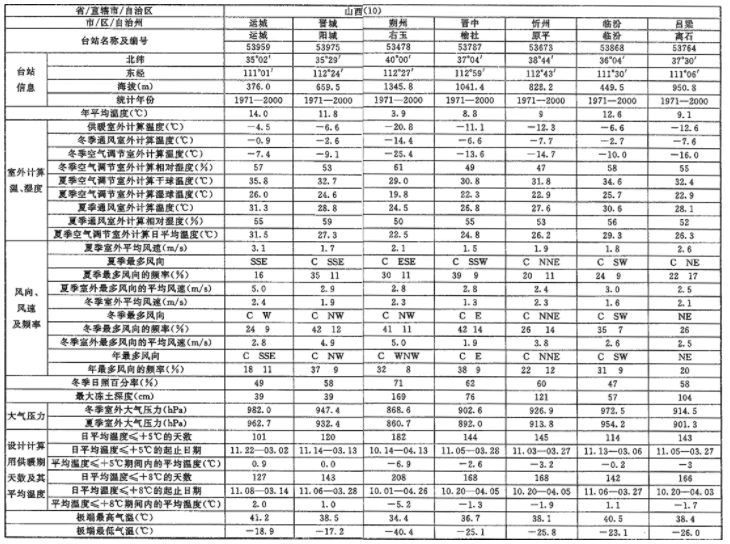 省/直辖市/自治区 山西(10)
市/区/自治州 运城 晋城 朔州 晋中 忻州 临汾 吕梁
台站名称及编号 运城 阳城 右玉 榆社 原平 临汾 离石
53959 53975 53478 53787 53673 53868 53764
台站信息
北纬 35°02′ 35°29′ 40°00′ 37°04′ 38°44′ 36°04′ 37°30′
东经 111°01′ 112°24′ 112°27′ 112°59′ 112°43′ 111°30′ 111°06′
海拔(m) 376.0 659.5 1345.8 1041.4 828.2 449.5 950.8
统计年份 1971—2000 1971—2000 1971—2000 1971—2000 1971—2000 1971—2000 1971—2000
年平均温度(℃) 14.0 11.8 3.9 8.8 9 12.6 9.1
室外计算温、湿度
供暖室外计算温度(℃) −4.5 −6.6 −20.8 −11.1 −12.3 −6.6 −12.6
冬季通风室外计算温度(℃) −0.9 −2.6 −14.4 −6.6 −7.7 −2.7 −7.6
冬季空气调节室外计算温度(℃) −7.4 −9.1 −25.4 −13.6 −14.7 −10.0 −16.0
冬季空气调节室外计算相对湿度(%) 57 53 61 49 47 58 55
夏季空气调节室外计算干球温度(℃) 35.8 32.7 29.0 30.8 31.8 34.6 32.4
夏季空气调节室外计算湿球温度(℃) 26.0 24.6 19.8 22.3 22.9 25.7 22.9
夏季通风室外计算温度(℃) 31.3 28.8 24.5 26.8 27.6 30.6 28.1
夏季通风室外计算相对湿度(%) 55 59 50 55 53 56 52
夏季空气调节室外计算日平均温度(℃) 31.5 27.3 22.5 24.8 26.2 29.3 26.3
风向、风速及频率
夏季室外平均风速(m/s) 3.1 1.7 2.1 1.5 1.9 1.8 2.6
夏季最多风向 SSE C SSE C ESE C SSW C NNE C SW C NE
夏季最多风向的频率(%) 16 35 11 30 11 39 9 20 11 24 9 22 17
夏季室外最多风向的平均风速(m/s) 5.0 2.9 2.8 2.8 2.4 3.0 2.5
冬季室外平均风速(m/s) 2.4 1.9 2.3 1.3 2.3 1.6 2.1
冬季最多风向 C W C NW C NW C E C NNE C SW NE
冬季最多风向的频率(%) 24 9 42 12 41 11 42 14 26 14 35 7 26
冬季室外最多风向的平均风速(m/s) 2.8 4.9 5.0 1.9 3.8 2.6 2.5
年最多风向 C SSE C NW C WNW C E C NNE C SW NE
年最多风向的频率(%) 18 11 37 9 32 8 38 9 22 12 31 9 20
冬季日照百分率(%) 49 58 71 62 60 47 58
最大冻土深度(cm) 39 39 169 76 121 57 104
大气压力
冬季室外大气压力(hPa) 982.0 947.4 868.6 902.6 926.9 972.5 914.5
夏季室外大气压力(hPa) 962.7 932.4 860.7 892.0 913.8 954.2 901.3
设计计算用供暖期天数及其平均温度
日平均温度≤+5℃的天数 101 120 182 144 145 114 143
日平均温度≤+5℃的起止日期 11.22—03.02 11.14—03.13 10.14—04.13 11.05—03.28 11.03—03.27 11.13—03.06 11.05—03.27
平均温度≤+5℃期间内的平均温度(℃) 0.9 0.0 −6.9 −2.6 −3.2 −0.2 −3
日平均温度≤+8℃的天数 127 143 208 168 168 142 166
日平均温度≤+8℃的起止日期 11.08—03.14 11.06—03.28 10.01—04.26 10.20—04.05 10.20—04.05 11.06—03.27 10.20—04.03
平均温度≤+8℃期间内的平均温度(℃) 2.0 1.0 −5.2 −1.3 −1.9 1.1 −1.7
极端最高气温(℃) 41.2 38.5 34.4 36.7 38.1 40.5 38.4
极端最低气温(℃) −18.9 −17.2 −40.4 −25.1 −25.8 −23.1 −26.0